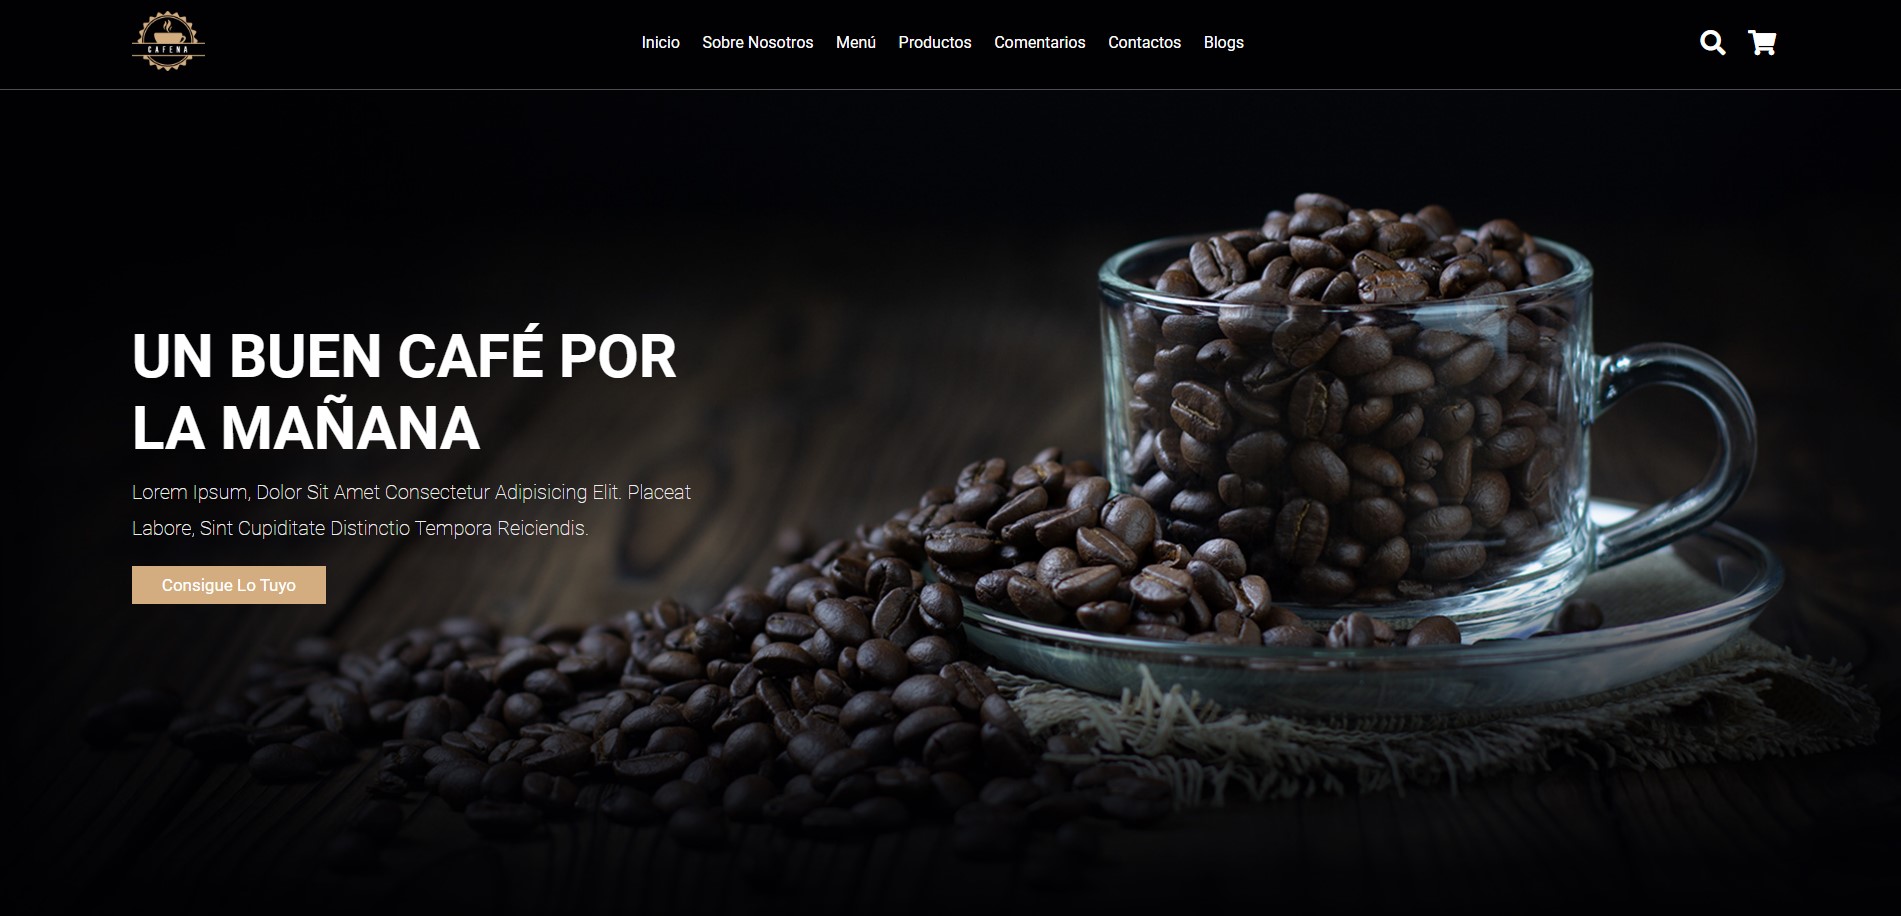 CAFENA
Inicio Sobre Nosotros Menú Productos Comentarios Contactos Blogs
UN BUEN CAFÉ POR
LA MAÑANA
Lorem Ipsum, Dolor Sit Amet Consectetur Adipisicing Elit. Placeat
Labore, Sint Cupiditate Distinctio Tempora Reiciendis.
Consigue Lo Tuyo